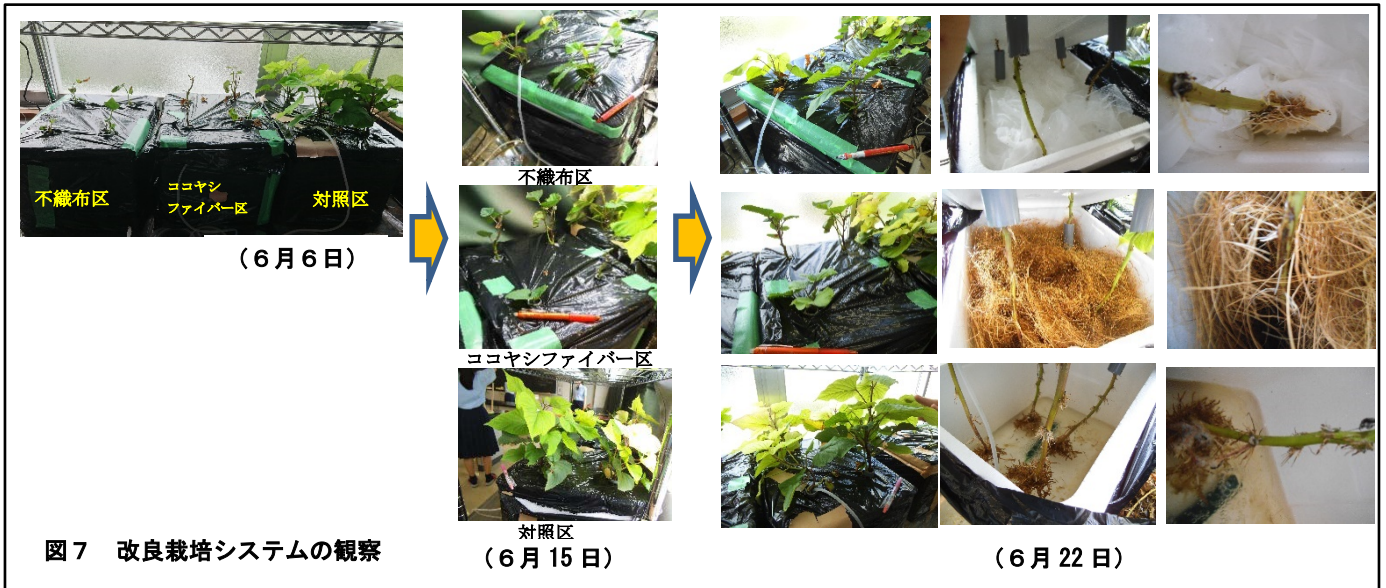 不織布区
ココヤシ
ファイバー区
対照区
（６月６日）
不織布区
ココヤシファイバー区
対照区
（６月 15 日）
（６月 22 日）
図７　改良栽培システムの観察